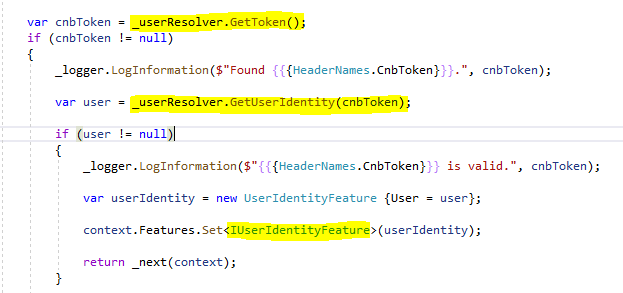 var cnbToken = _userResolver.GetToken();
if (cnbToken != null)
{
_logger.LogInformation($"Found {{{HeaderNames.CnbToken}}}.", cnbToken);
var user = _userResolver.GetUserIdentity(cnbToken);
if (user != null)
{
_logger.LogInformation($"{{{HeaderNames.CnbToken}}} is valid.", cnbToken);
var userIdentity = new UserIdentityFeature {User = user};
context.Features.Set<IUserIdentityFeature>(userIdentity);
return _next(context);
}